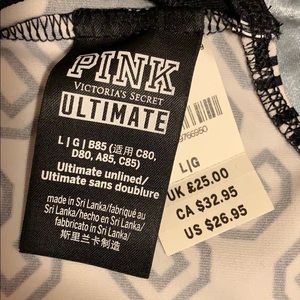 PINK
VICTORIA'S SECRET
ULTIMATE
L | G | B85 (适用 C80,
D80, A85, C85)
Ultimate unlined/
Ultimate sans doublure
made in Sri Lanka/fabriqué au
Sri Lanka/hecho en Sri Lanka/
fabbricato in Sri Lanka/
斯里兰卡制造
L/G
UK £25.00
CA $32.95
US $26.95